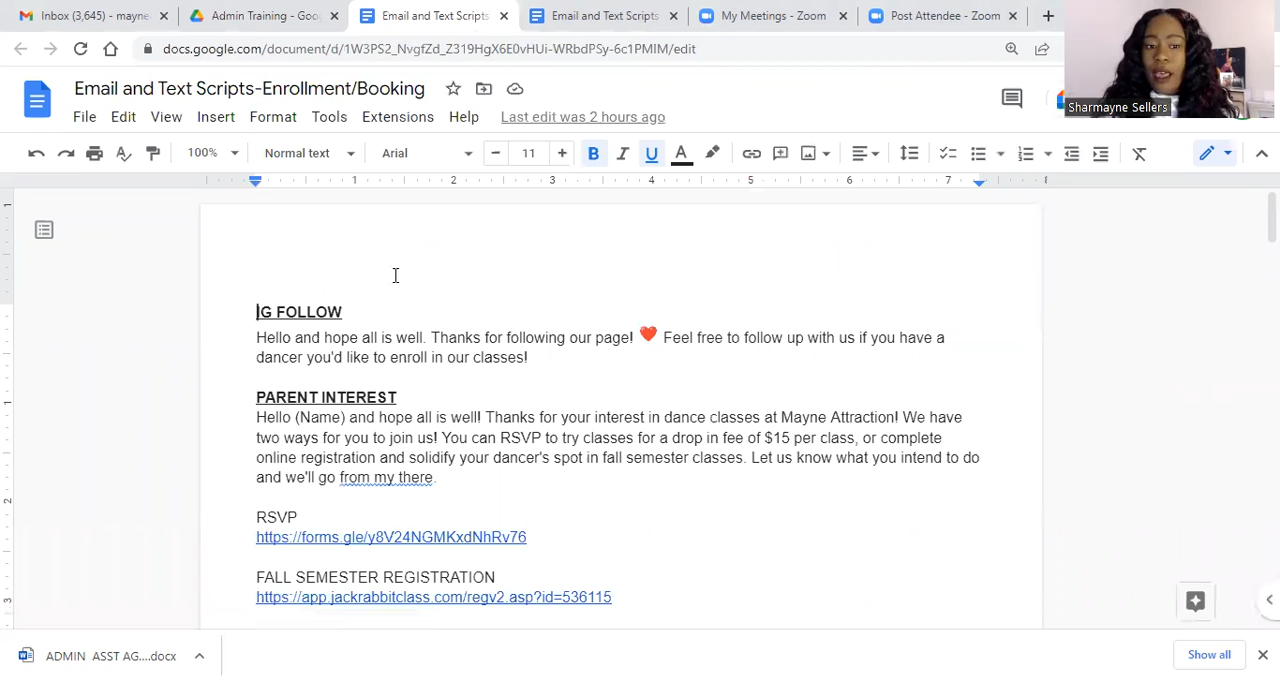 Inbox (3,645) - mayne
Admin Training - Goo
Email and Text Scripts
Email and Text Scripts
My Meetings - Zoom
Post Attendee - Zoom
docs.google.com/document/d/1W3PS2_NvgfZd_Z319HgX6E0vHUi-WRbdPSy-6c1PMIM/edit
Sharmayne Sellers
Email and Text Scripts-Enrollment/Booking
File Edit View Insert Format Tools Extensions Help Last edit was 2 hours ago
100% Normal text Arial 11 B I U A
1 2 3 4 5 6 7 8
IG FOLLOW
Hello and hope all is well. Thanks for following our page! ❤️ Feel free to follow up with us if you have a
dancer you'd like to enroll in our classes!
PARENT INTEREST
Hello (Name) and hope all is well! Thanks for your interest in dance classes at Mayne Attraction! We have
two ways for you to join us! You can RSVP to try classes for a drop in fee of $15 per class, or complete
online registration and solidify your dancer's spot in fall semester classes. Let us know what you intend to do
and we'll go from my there.
RSVP
https://forms.gle/y8V24NGMKxdNhRv76
FALL SEMESTER REGISTRATION
https://app.jackrabbitclass.com/regv2.asp?id=536115
ADMIN ASST AG....docx
Show all